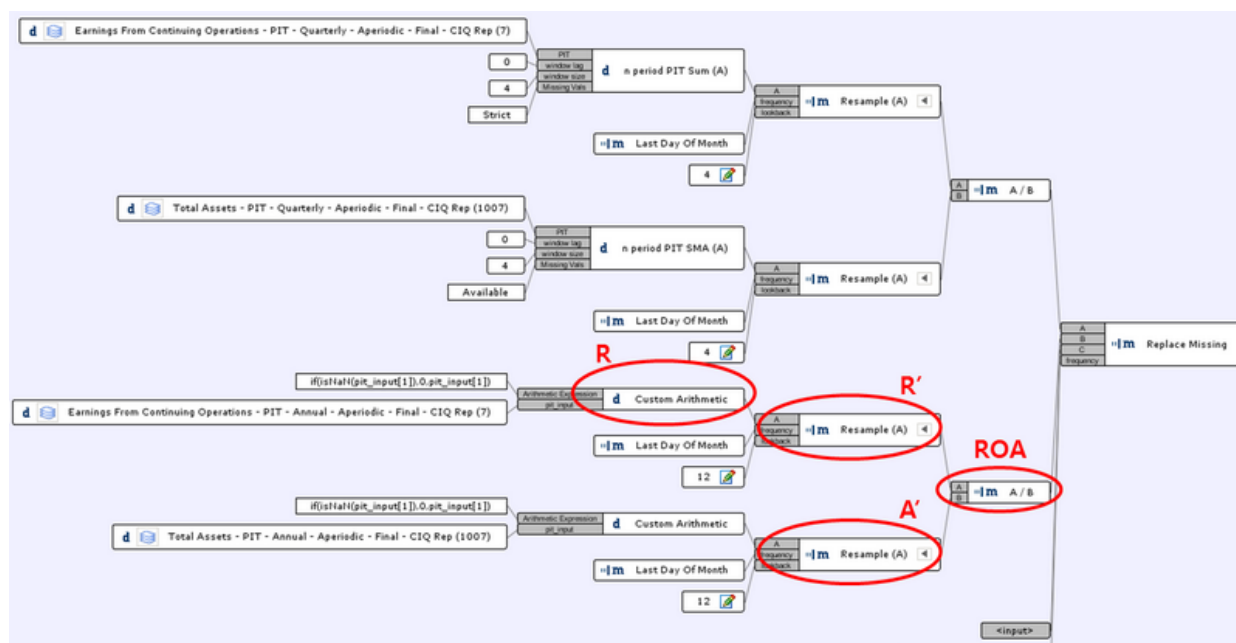 d Earnings From Continuing Operations - PIT - Quarterly - Aperiodic - Final - CIQ Rep (7)
0
4
Strict
PIT
window lag
window size
Missing Vals
d n period PIT Sum (A)
Last Day Of Month
4
A
frequency
lookback
m Resample (A)
d Total Assets - PIT - Quarterly - Aperiodic - Final - CIQ Rep (1007)
0
4
Available
PIT
window lag
window size
Missing Vals
d n period PIT SMA (A)
m Last Day Of Month
4
A
frequency
lookback
m Resample (A)
A
B
m A / B
R
if(isNaN(pit_input[1]),0,pit_input[1])
d Earnings From Continuing Operations - PIT - Annual - Aperiodic - Final - CIQ Rep (7)
Arithmetic Expression
pit_input
d Custom Arithmetic
m Last Day Of Month
12
R’
A
frequency
lookback
m Resample (A)
if(isNaN(pit_input[1]),0,pit_input[1])
d Total Assets - PIT - Annual - Aperiodic - Final - CIQ Rep (1007)
Arithmetic Expression
pit_input
d Custom Arithmetic
m Last Day Of Month
12
A’
A
frequency
lookback
m Resample (A)
ROA
A
B
m A / B
A
B
C
frequency
m Replace Missing
<input>